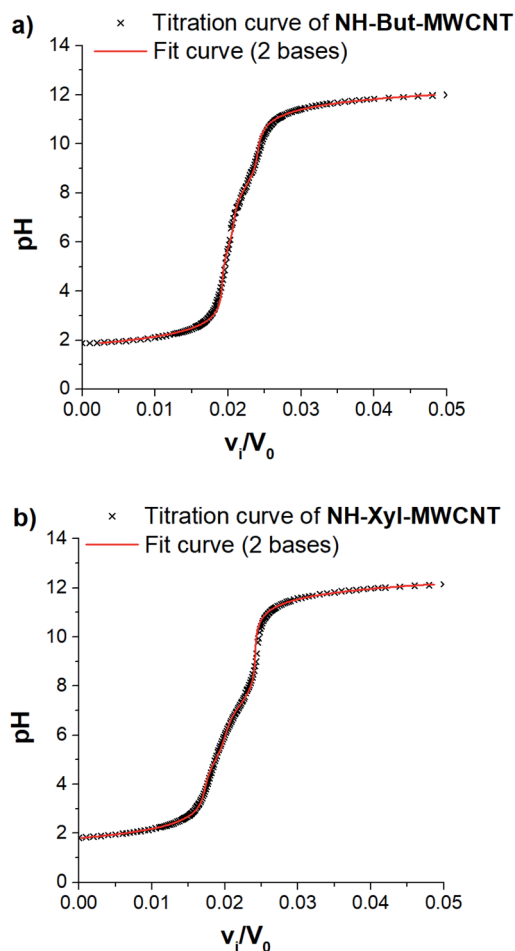 a)
× Titration curve of NH-But-MWCNT
Fit curve (2 bases)
14
12
10
8
6
4
2
0
pH
0.00 0.01 0.02 0.03 0.04 0.05
vᵢ/V₀
b)
× Titration curve of NH-Xyl-MWCNT
Fit curve (2 bases)
14
12
10
8
6
4
2
0
pH
0.00 0.01 0.02 0.03 0.04 0.05
vᵢ/V₀